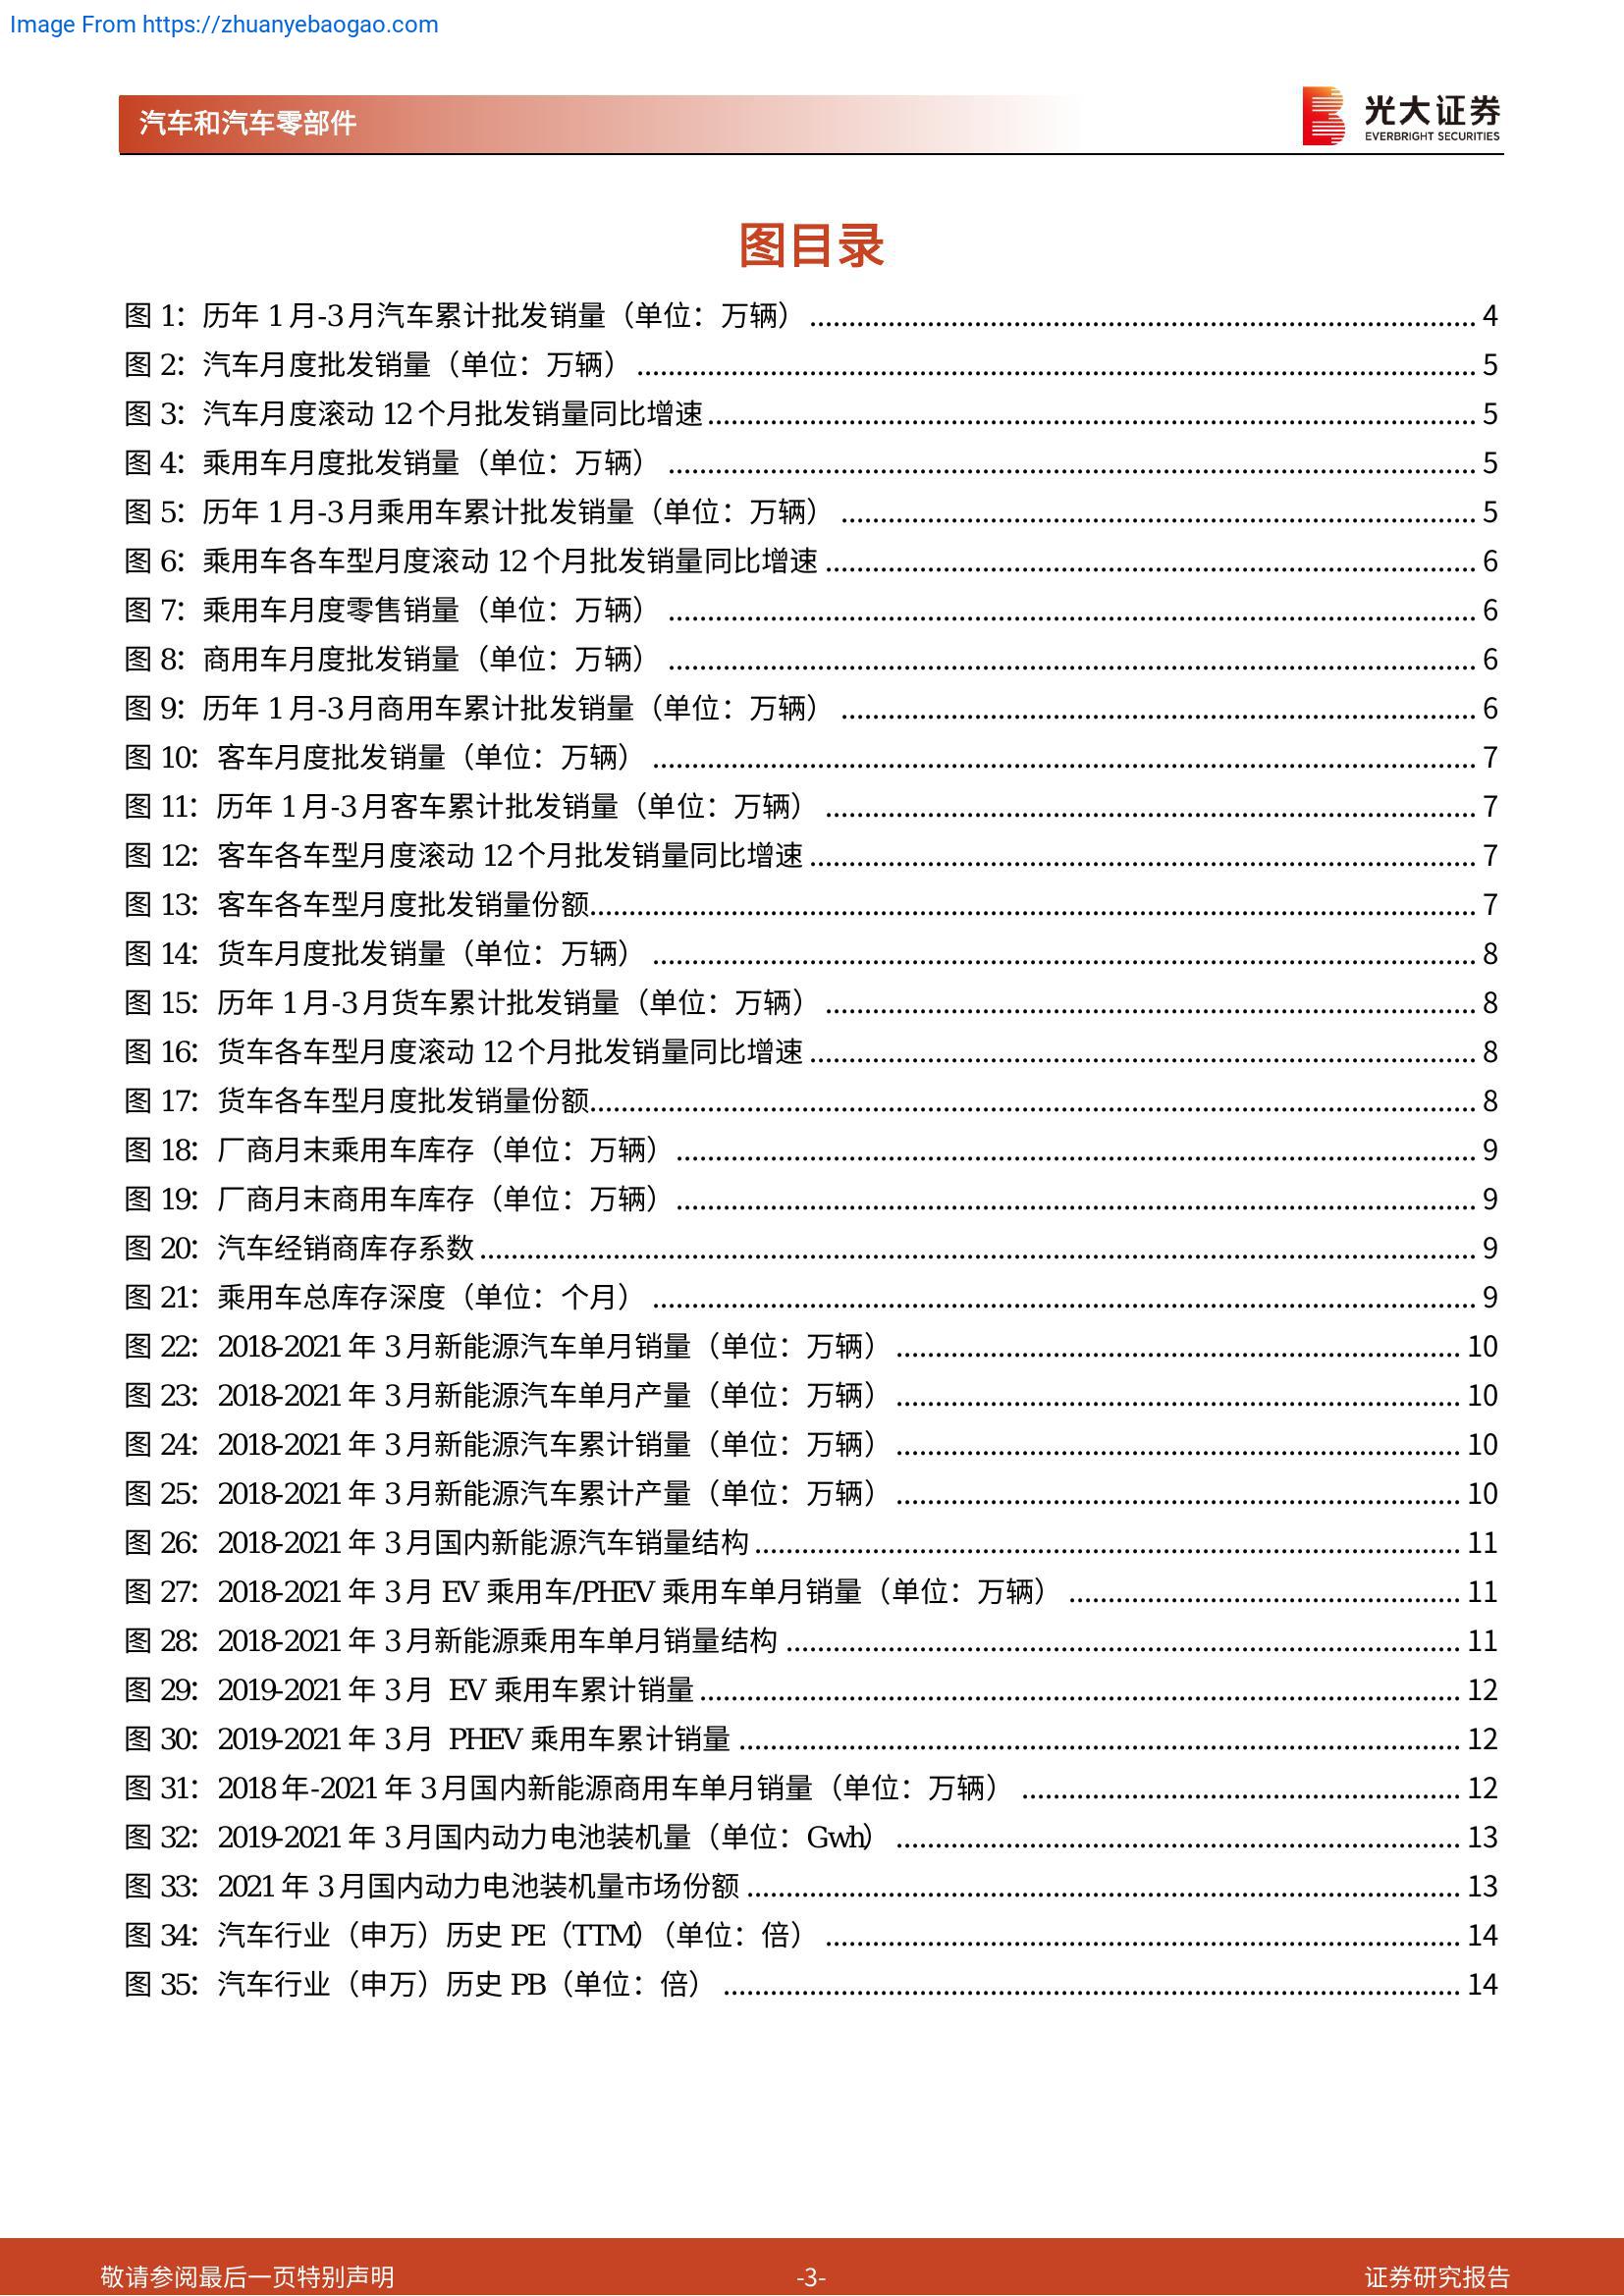 Image From https://zhuanyebaogao.com
汽车和汽车零部件
光大证券
EVERBRIGHT SECURITIES
图目录
图 1：历年 1 月-3 月汽车累计批发销量（单位：万辆） 4
图 2：汽车月度批发销量（单位：万辆） 5
图 3：汽车月度滚动 12 个月批发销量同比增速 5
图 4：乘用车月度批发销量（单位：万辆） 5
图 5：历年 1 月-3 月乘用车累计批发销量（单位：万辆） 5
图 6：乘用车各车型月度滚动 12 个月批发销量同比增速 6
图 7：乘用车月度零售销量（单位：万辆） 6
图 8：商用车月度批发销量（单位：万辆） 6
图 9：历年 1 月-3 月商用车累计批发销量（单位：万辆） 6
图 10：客车月度批发销量（单位：万辆） 7
图 11：历年 1 月-3 月客车累计批发销量（单位：万辆） 7
图 12：客车各车型月度滚动 12 个月批发销量同比增速 7
图 13：客车各车型月度批发销量份额 7
图 14：货车月度批发销量（单位：万辆） 8
图 15：历年 1 月-3 月货车累计批发销量（单位：万辆） 8
图 16：货车各车型月度滚动 12 个月批发销量同比增速 8
图 17：货车各车型月度批发销量份额 8
图 18：厂商月末乘用车库存（单位：万辆） 9
图 19：厂商月末商用车库存（单位：万辆） 9
图 20：汽车经销商库存系数 9
图 21：乘用车总库存深度（单位：个月） 9
图 22：2018-2021 年 3 月新能源汽车单月销量（单位：万辆） 10
图 23：2018-2021 年 3 月新能源汽车单月产量（单位：万辆） 10
图 24：2018-2021 年 3 月新能源汽车累计销量（单位：万辆） 10
图 25：2018-2021 年 3 月新能源汽车累计产量（单位：万辆） 10
图 26：2018-2021 年 3 月国内新能源汽车销量结构 11
图 27：2018-2021 年 3 月 EV 乘用车/PHEV 乘用车单月销量（单位：万辆） 11
图 28：2018-2021 年 3 月新能源乘用车单月销量结构 11
图 29：2019-2021 年 3 月 EV 乘用车累计销量 12
图 30：2019-2021 年 3 月 PHEV 乘用车累计销量 12
图 31：2018 年-2021 年 3 月国内新能源商用车单月销量（单位：万辆） 12
图 32：2019-2021 年 3 月国内动力电池装机量（单位：Gwh） 13
图 33：2021 年 3 月国内动力电池装机量市场份额 13
图 34：汽车行业（申万）历史 PE（TTM）（单位：倍） 14
图 35：汽车行业（申万）历史 PB（单位：倍） 14
敬请参阅最后一页特别声明 -3- 证券研究报告